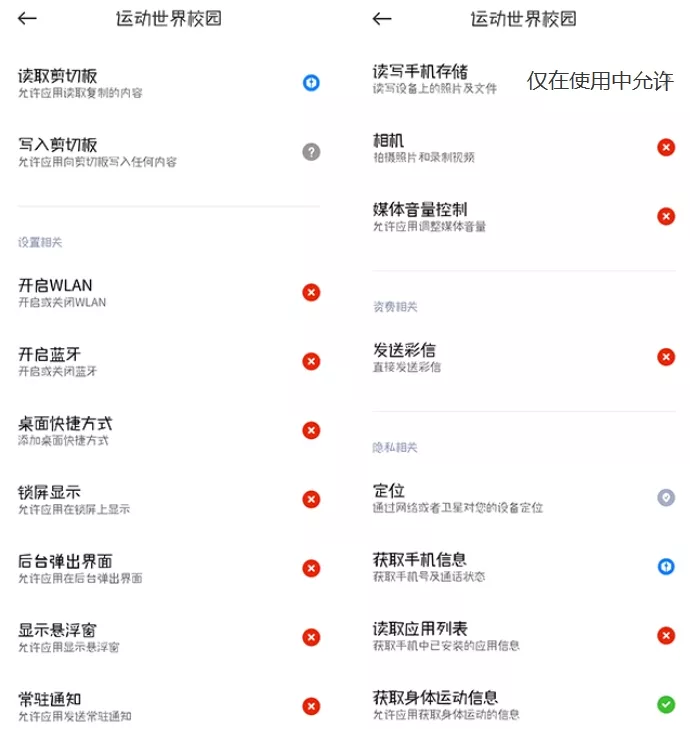 运动世界校园
读取剪切板
允许应用读取复制的内容
写入剪切板
允许应用向剪切板写入任何内容
设置相关
开启WLAN
开启或关闭WLAN
开启蓝牙
开启或关闭蓝牙
桌面快捷方式
添加桌面快捷方式
锁屏显示
允许应用在锁屏上显示
后台弹出界面
允许应用在后台弹出界面
显示悬浮窗
允许应用显示悬浮窗
常驻通知
允许应用发送常驻通知
运动世界校园
读写手机存储
读写设备上的照片及文件
仅在使用中允许
相机
拍摄照片和录制视频
媒体音量控制
允许应用调整媒体音量
资费相关
发送彩信
直接发送彩信
隐私相关
定位
通过网络或者卫星对您的设备定位
获取手机信息
获取手机号及通话状态
读取应用列表
获取手机中已安装的应用信息
获取身体运动信息
允许应用获取身体运动的信息